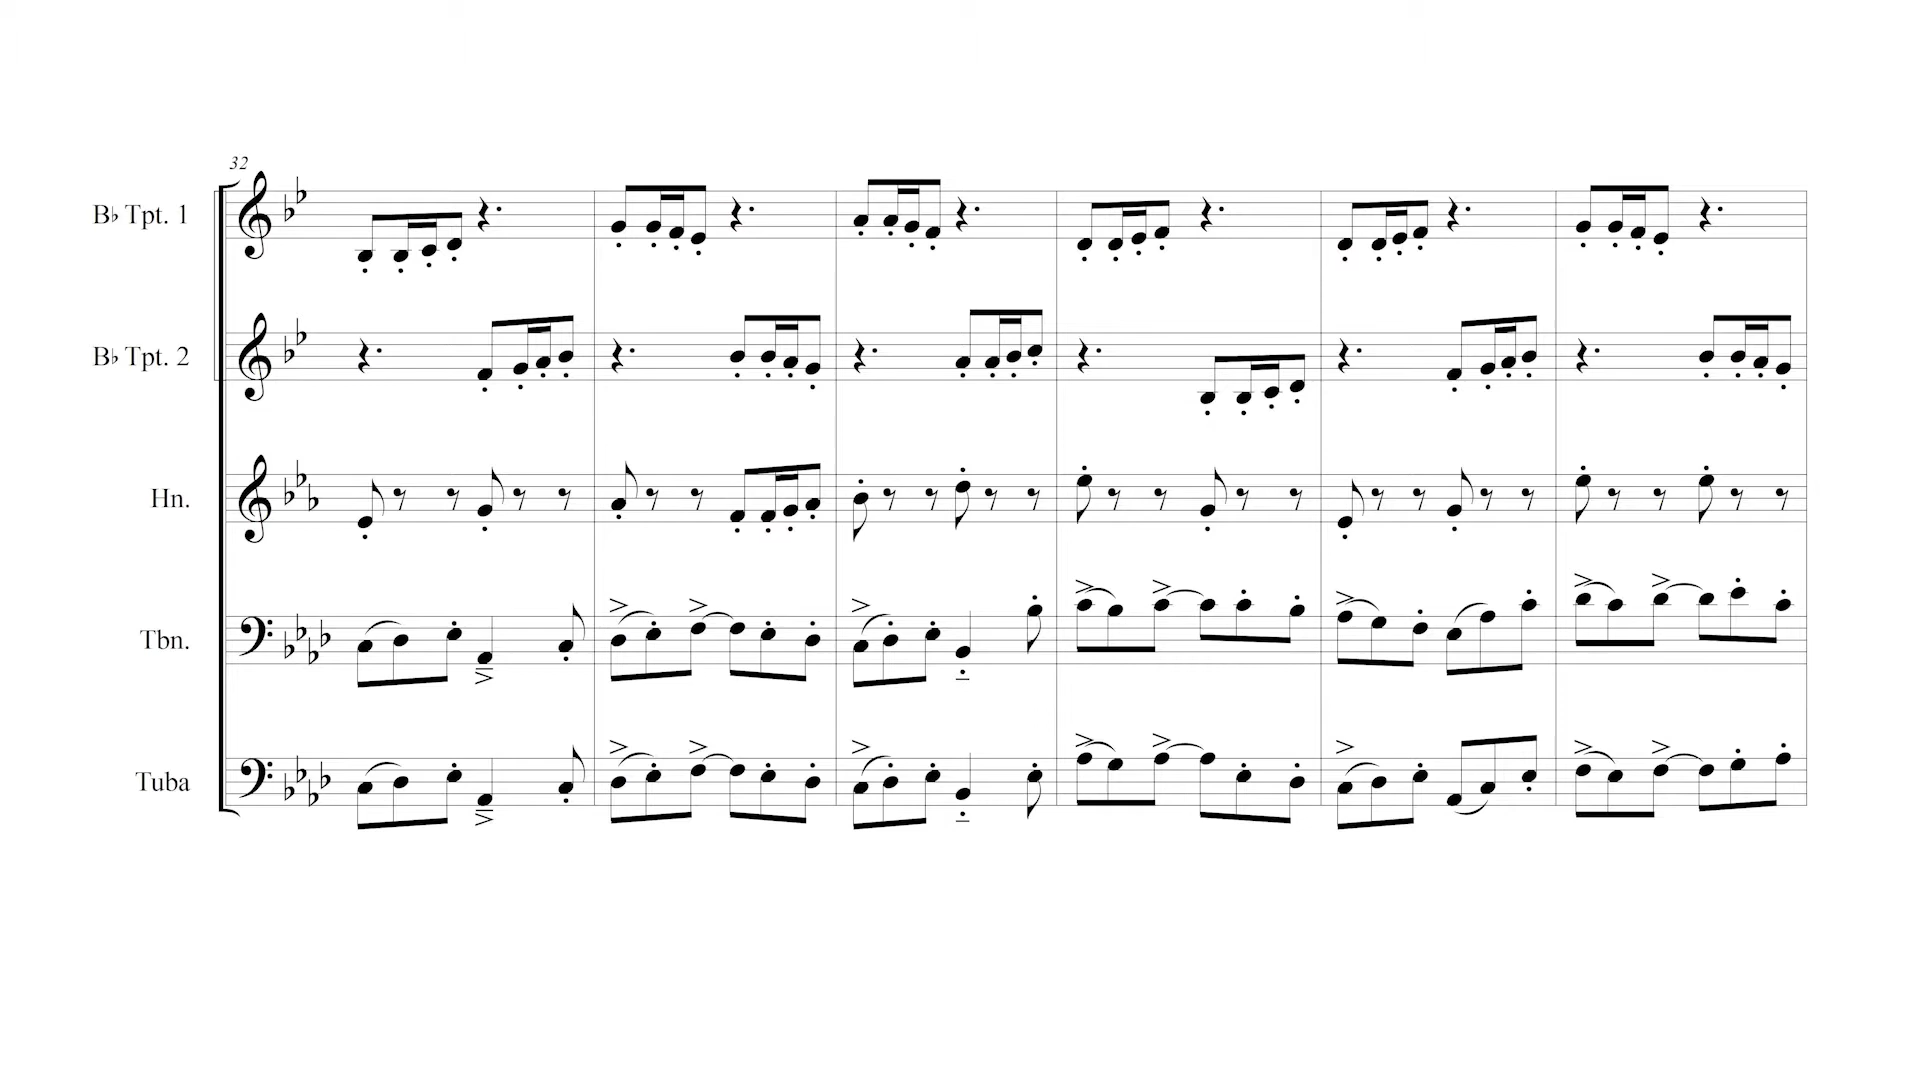 32
B♭ Tpt. 1
B♭ Tpt. 2
Hn.
Tbn.
Tuba